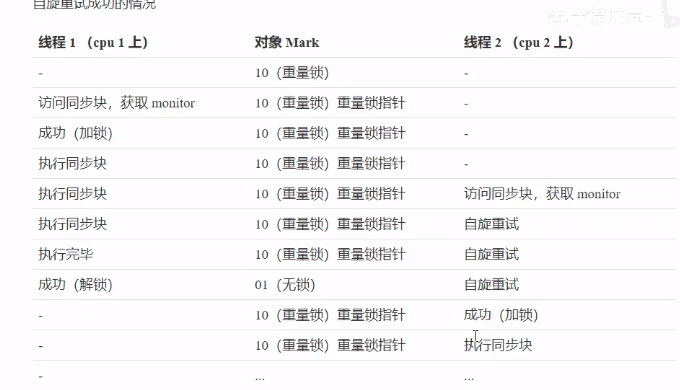 自旋重试成功的情况
线程 1 （cpu 1 上） 对象 Mark 线程 2 （cpu 2 上）
- 10（重量锁） -
访问同步块，获取 monitor 10（重量锁）重量锁指针 -
成功（加锁） 10（重量锁）重量锁指针 -
执行同步块 10（重量锁）重量锁指针 -
执行同步块 10（重量锁）重量锁指针 访问同步块，获取 monitor
执行同步块 10（重量锁）重量锁指针 自旋重试
执行完毕 10（重量锁）重量锁指针 自旋重试
成功（解锁） 01（无锁） 自旋重试
- 10（重量锁）重量锁指针 成功（加锁）
- 10（重量锁）重量锁指针 执行同步块
- ... ...